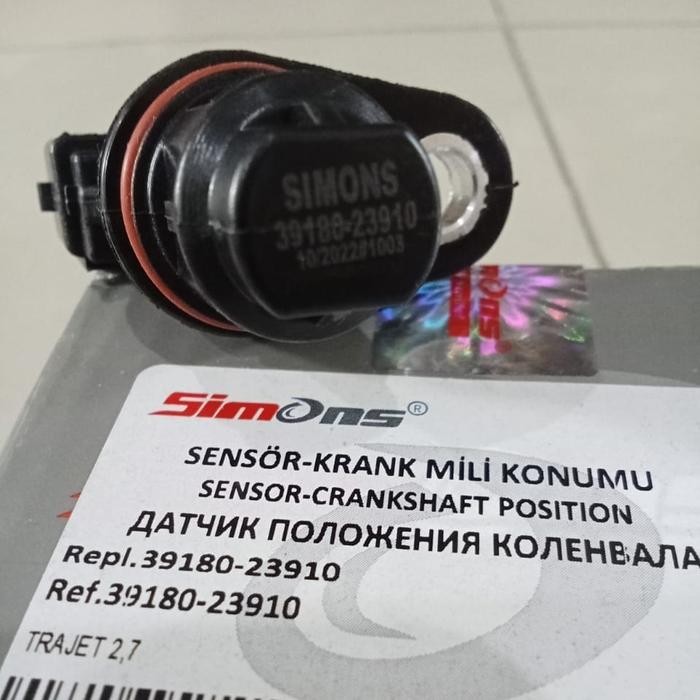 SIMONS
39180-23910
10/2022#1003
Simons
Simons®
SENSÖR-KRANK MİLİ KONUMU
SENSOR-CRANKSHAFT POSITION
ДАТЧИК ПОЛОЖЕНИЯ КОЛЕНВАЛА
Repl.39180-23910
Ref.39180-23910
TRAJET 2,7